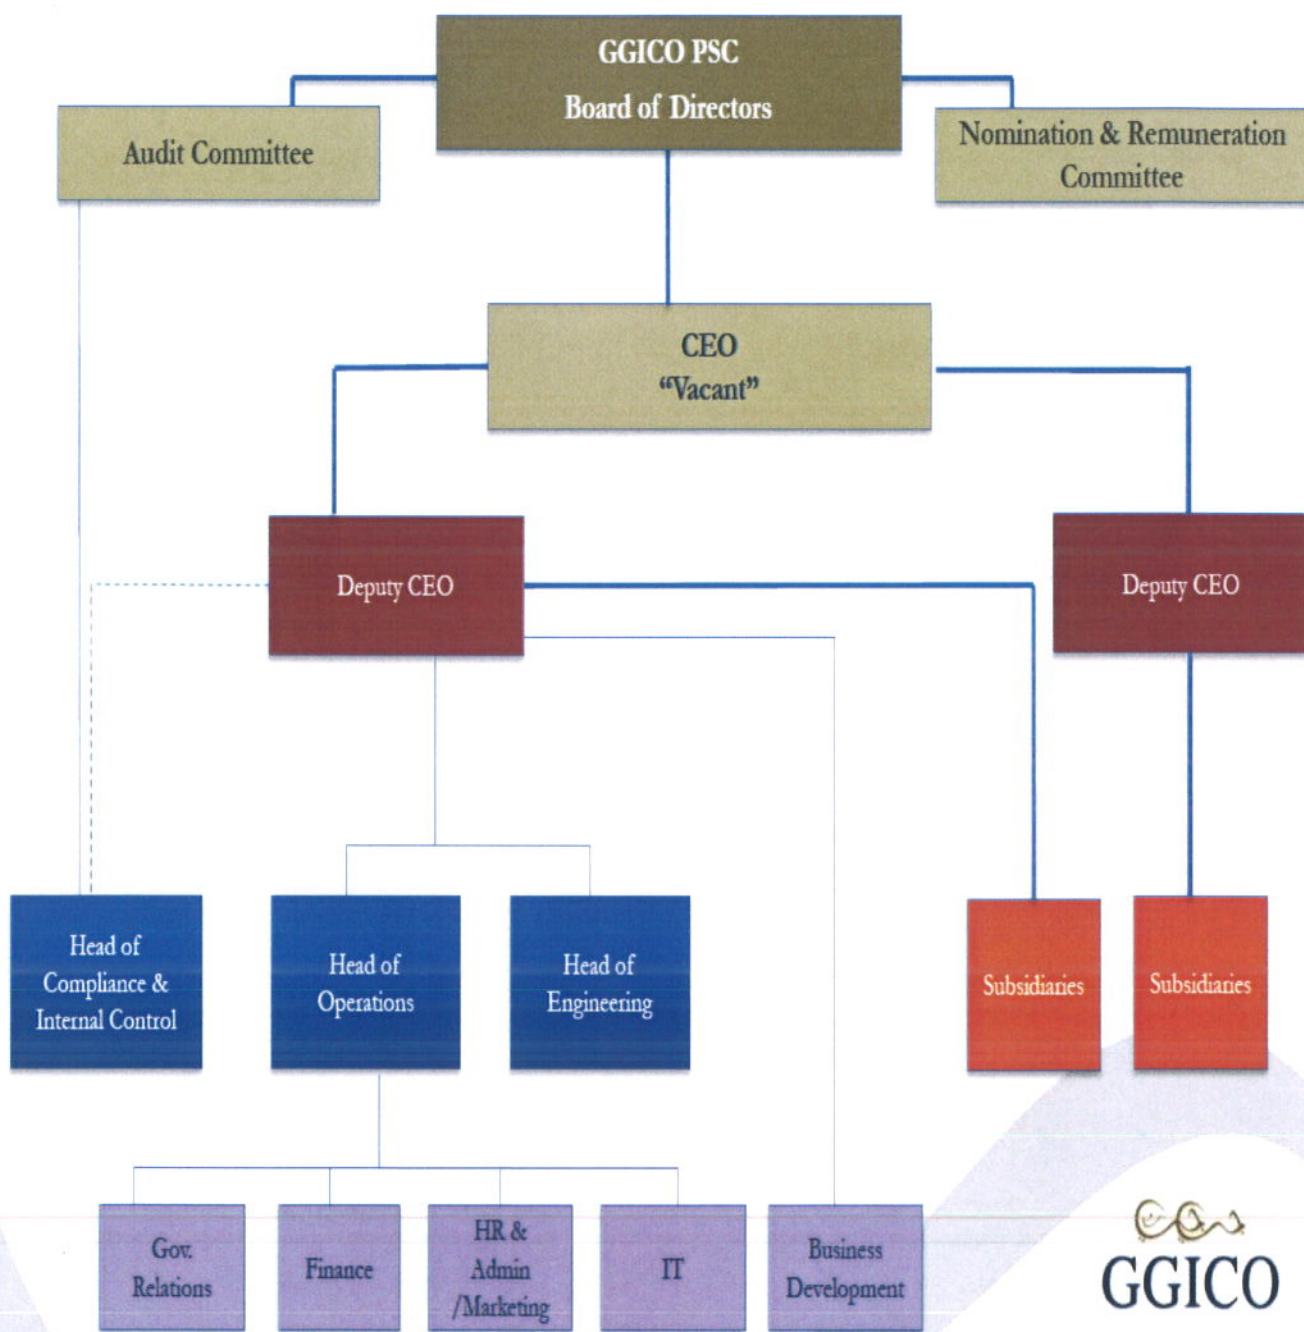 GGICO PSC
Board of Directors
Audit Committee
Nomination & Remuneration
Committee
CEO
“Vacant”
Deputy CEO
Deputy CEO
Head of
Compliance &
Internal Control
Head of
Operations
Head of
Engineering
Subsidiaries
Subsidiaries
Gov.
Relations
Finance
HR &
Admin
/Marketing
IT
Business
Development
GGICO